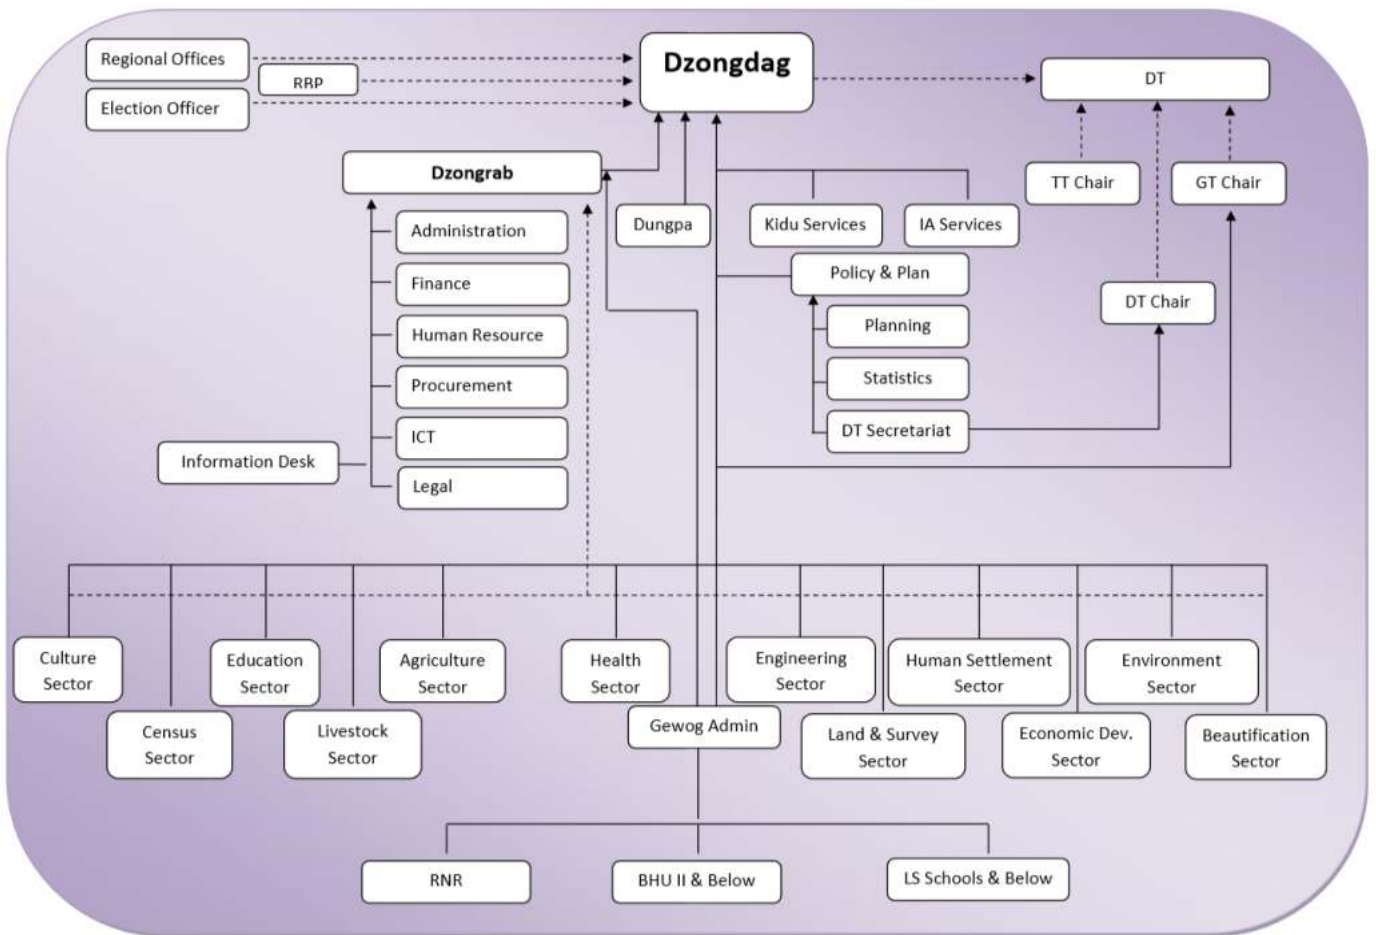 Regional Offices
RBP
Election Officer
Dzongdag
DT
Dzongrab
TT Chair
GT Chair
Administration
Dungpa
Kidu Services
IA Services
Finance
Policy & Plan
DT Chair
Human Resource
Planning
Procurement
Statistics
ICT
DT Secretariat
Information Desk
Legal
Culture
Sector
Education
Sector
Agriculture
Sector
Health
Sector
Engineering
Sector
Human Settlement
Sector
Environment
Sector
Census
Sector
Livestock
Sector
Gewog Admin
Land & Survey
Sector
Economic Dev.
Sector
Beautification
Sector
RNR
BHU II & Below
LS Schools & Below